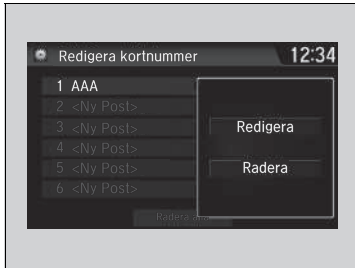 Redigera kortnummer
12:34
1 AAA
2 <Ny Post>
3 <Ny Post>
4 <Ny Post>
5 <Ny Post>
6 <Ny Post>
Redigera
Radera
Radera